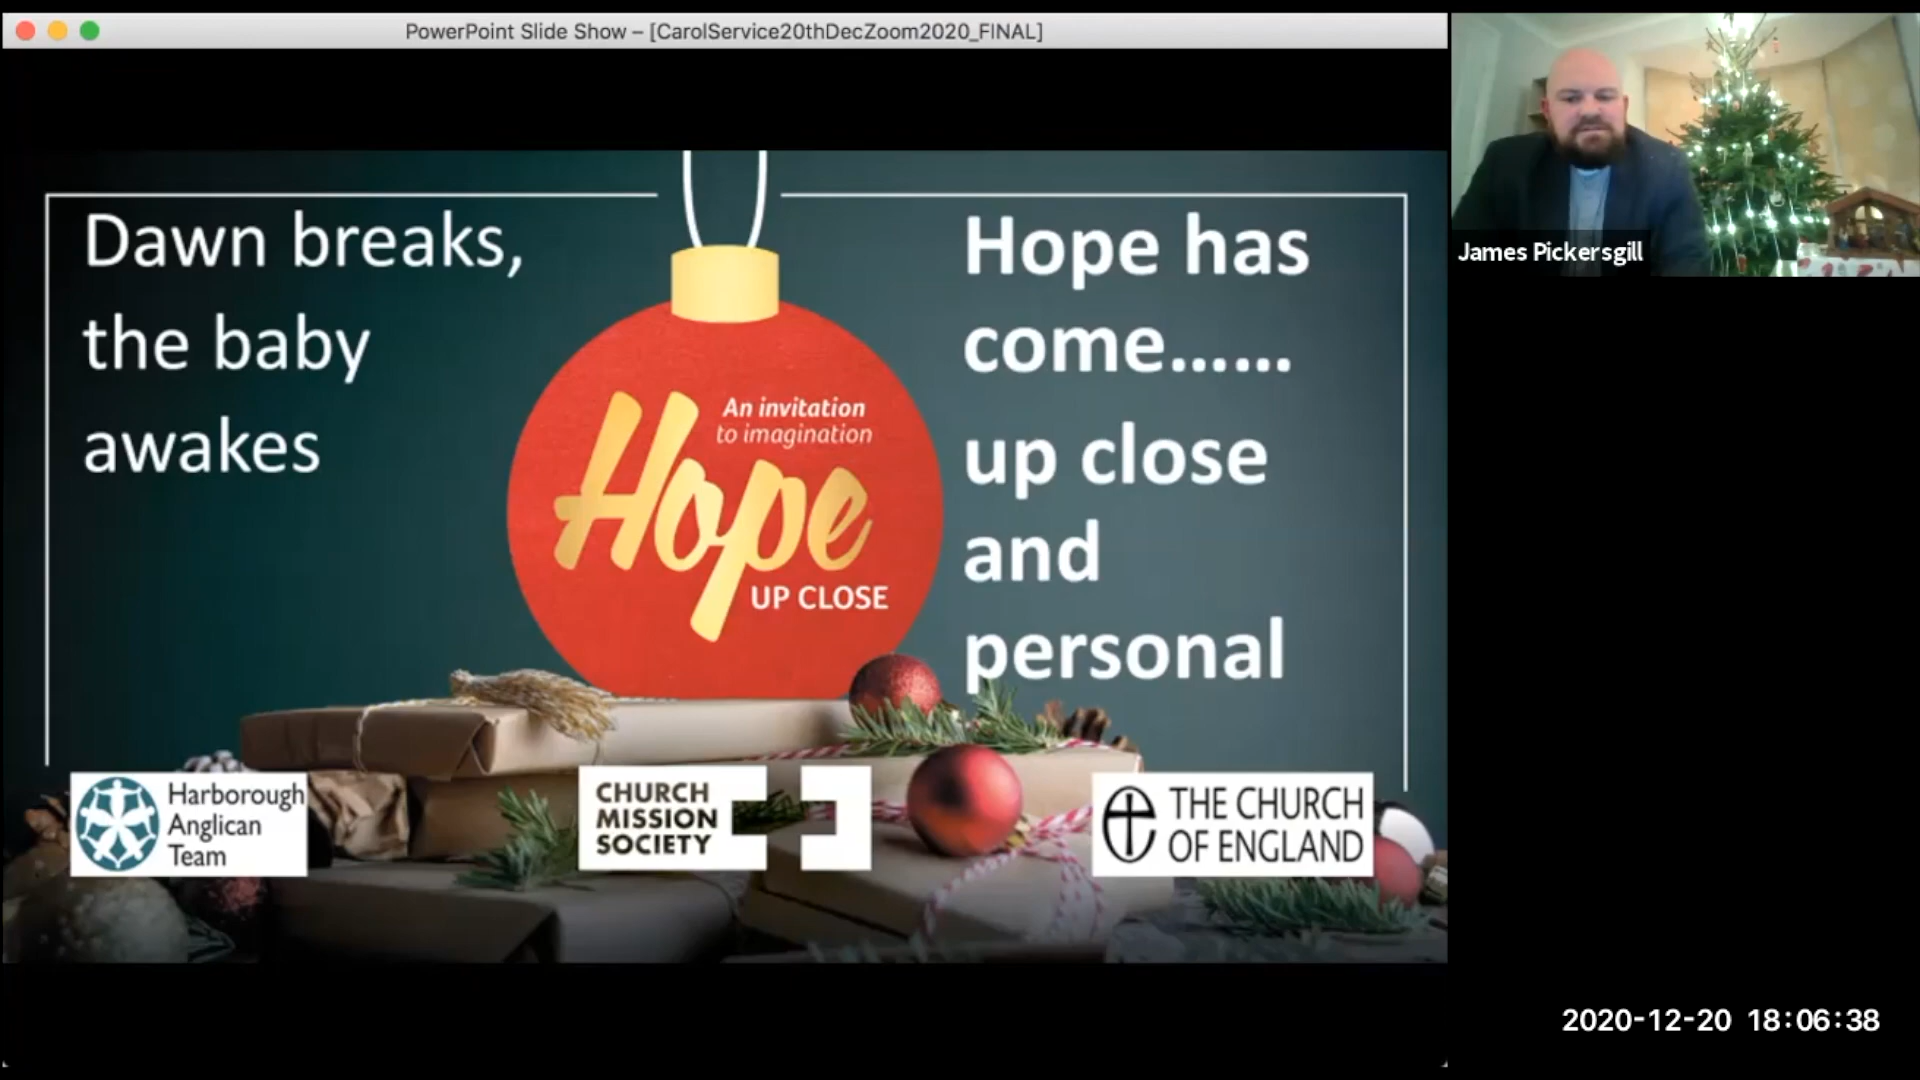 PowerPoint Slide Show – [CarolService20thDecZoom2020_FINAL]
Dawn breaks,
the baby
awakes
An invitation
to imagination
Hope
UP CLOSE
Hope has
come......
up close
and
personal
Harborough
Anglican
Team
CHURCH
MISSION
SOCIETY
THE CHURCH
OF ENGLAND
James Pickersgill
2020-12-20 18:06:38